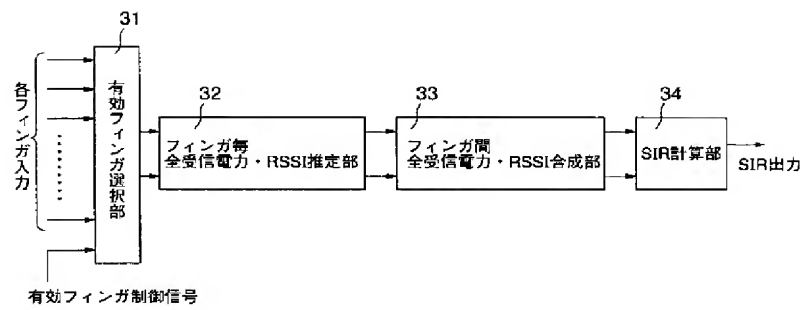 31
各フィンガ入力
有効フィンガ選択部
32
フィンガ毎
全受信電力・RSSI推定部
33
フィンガ間
全受信電力・RSSI合成部
34
SIR計算部
SIR出力
有効フィンガ制御信号